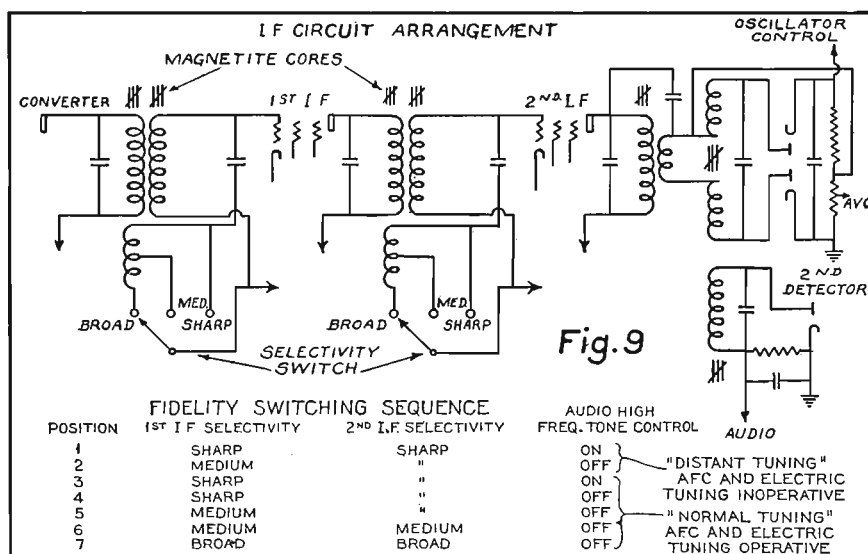 IF CIRCUIT ARRANGEMENT
OSCILLATOR
CONTROL
MAGNETITE CORES
CONVERTER
1ST I F
2ND I.F
AVC
2ND
DETECTOR
MED.
BROAD
SHARP
MED.
BROAD
SHARP
SELECTIVITY
SWITCH
Fig. 9
AUDIO
FIDELITY SWITCHING SEQUENCE
POSITION 1ST I F SELECTIVITY 2ND I.F. SELECTIVITY AUDIO HIGH FREQ. TONE CONTROL
1 SHARP SHARP ON
2 MEDIUM " OFF
3 SHARP " ON
4 SHARP " OFF
5 MEDIUM " OFF
6 MEDIUM MEDIUM OFF
7 BROAD BROAD OFF
"DISTANT TUNING"
AFC AND ELECTRIC
TUNING INOPERATIVE
"NORMAL TUNING"
AFC AND ELECTRIC
TUNING OPERATIVE